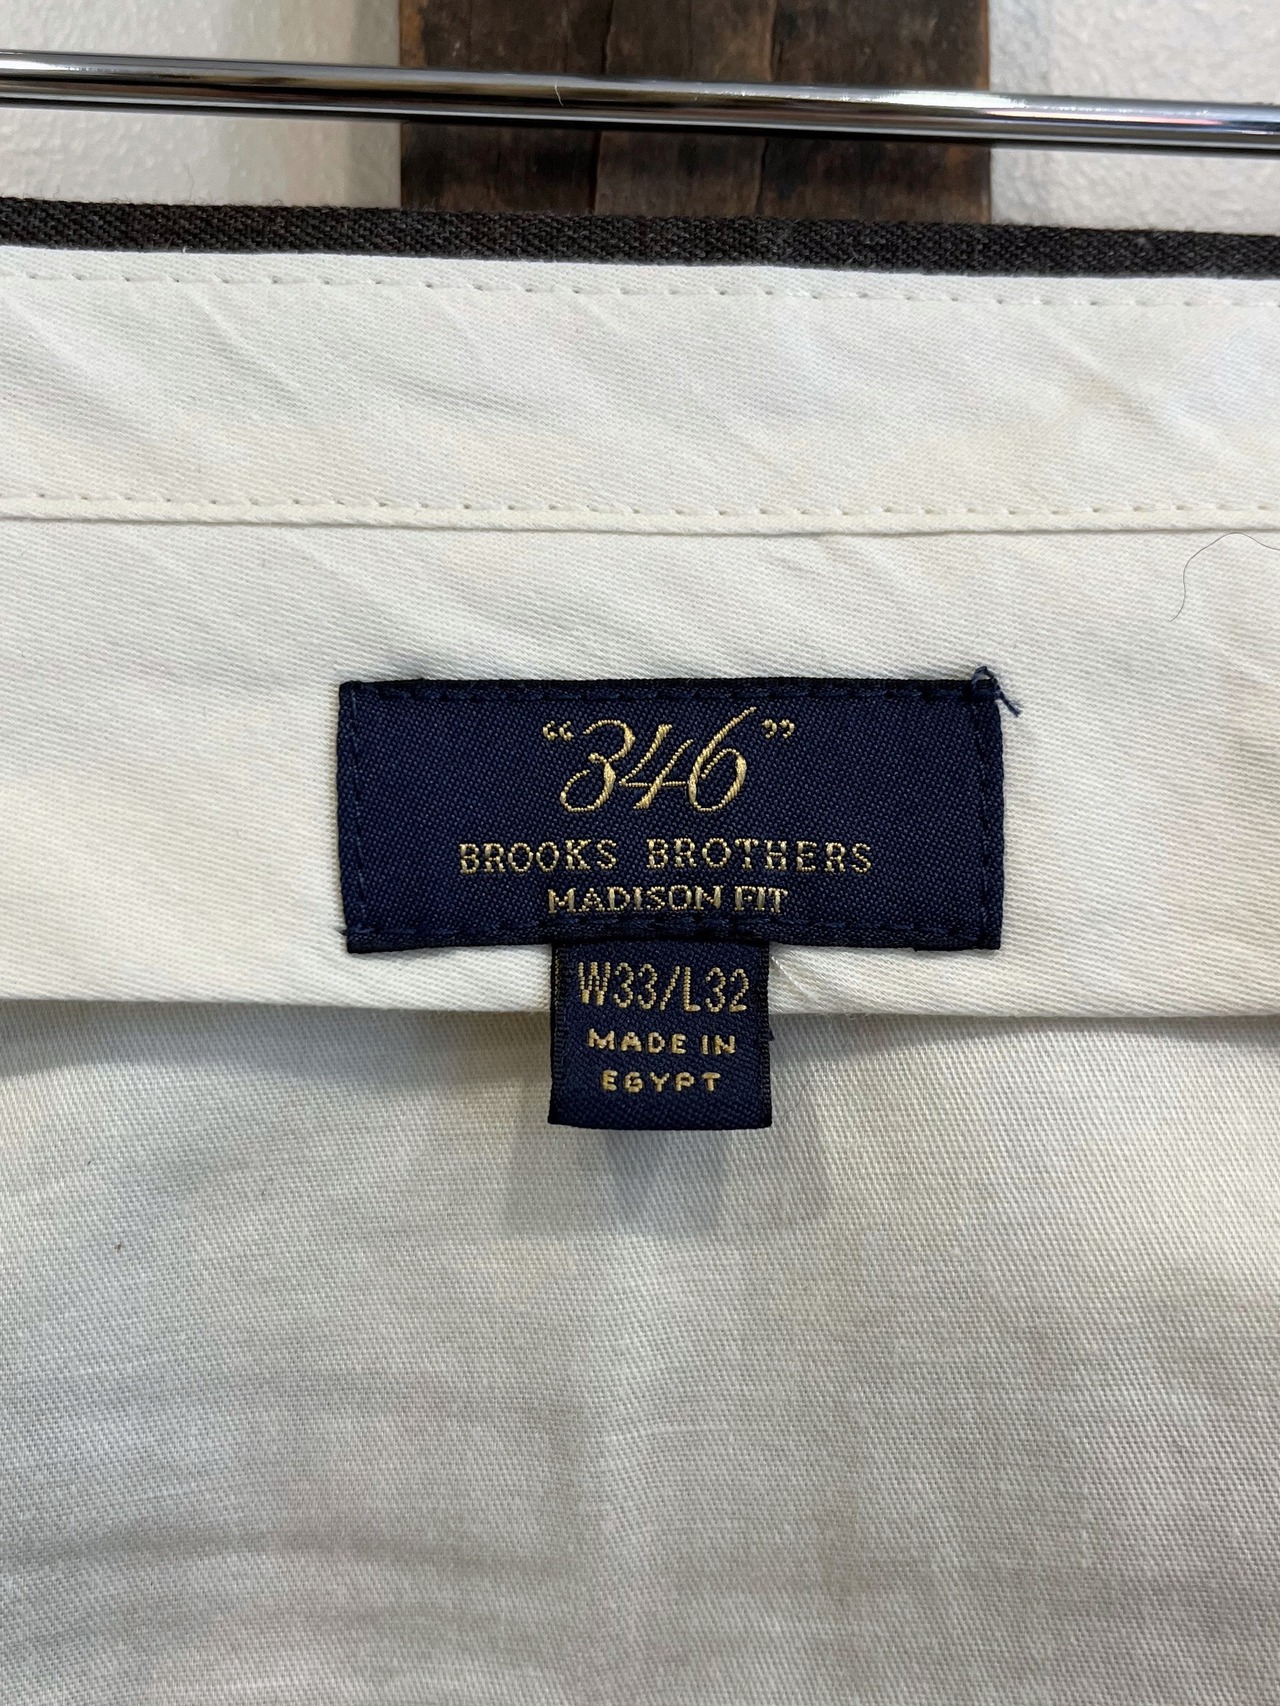 “346”
BROOKS BROTHERS
MADISON FIT
W33/L32
MADE IN
EGYPT